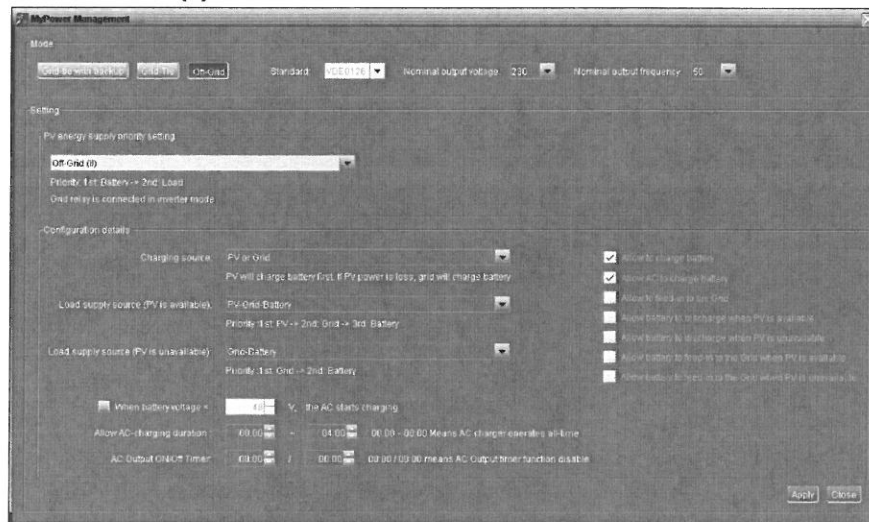 MyPower Management
Mode
Grid-tie with backup Grid-Tie Off-Grid Standard: VDE0126 Nominal output voltage: 230 Nominal output frequency: 50
Setting
PV energy supply priority setting
Off-Grid (II)
Priority: 1st: Battery -> 2nd: Load
Grid relay is connected in inverter mode
Configuration details
Charging source: PV or Grid
PV will charge battery first. If PV power is loss, grid will charge battery
Load supply source (PV is available): PV-Grid-Battery
Priority: 1st: PV -> 2nd: Grid -> 3rd: Battery
Load supply source (PV is unavailable): Grid-Battery
Priority: 1st: Grid -> 2nd: Battery
Allow to charge battery
Allow AC to charge battery
Allow to feed-in to the Grid
Allow battery to discharge when PV is available
Allow battery to discharge when PV is unavailable
Allow battery to feed-in to the Grid when PV is available
Allow battery to feed-in to the Grid when PV is unavailable
When battery voltage < 48 V, the AC starts charging
Allow AC-charging duration: 00:00 - 04:00 00:00 - 00:00 Means AC charger operates all-time
AC Output ON/Off Timer: 00:00 / 00:00 00:00 / 00:00 means AC Output timer function disable
Apply Close